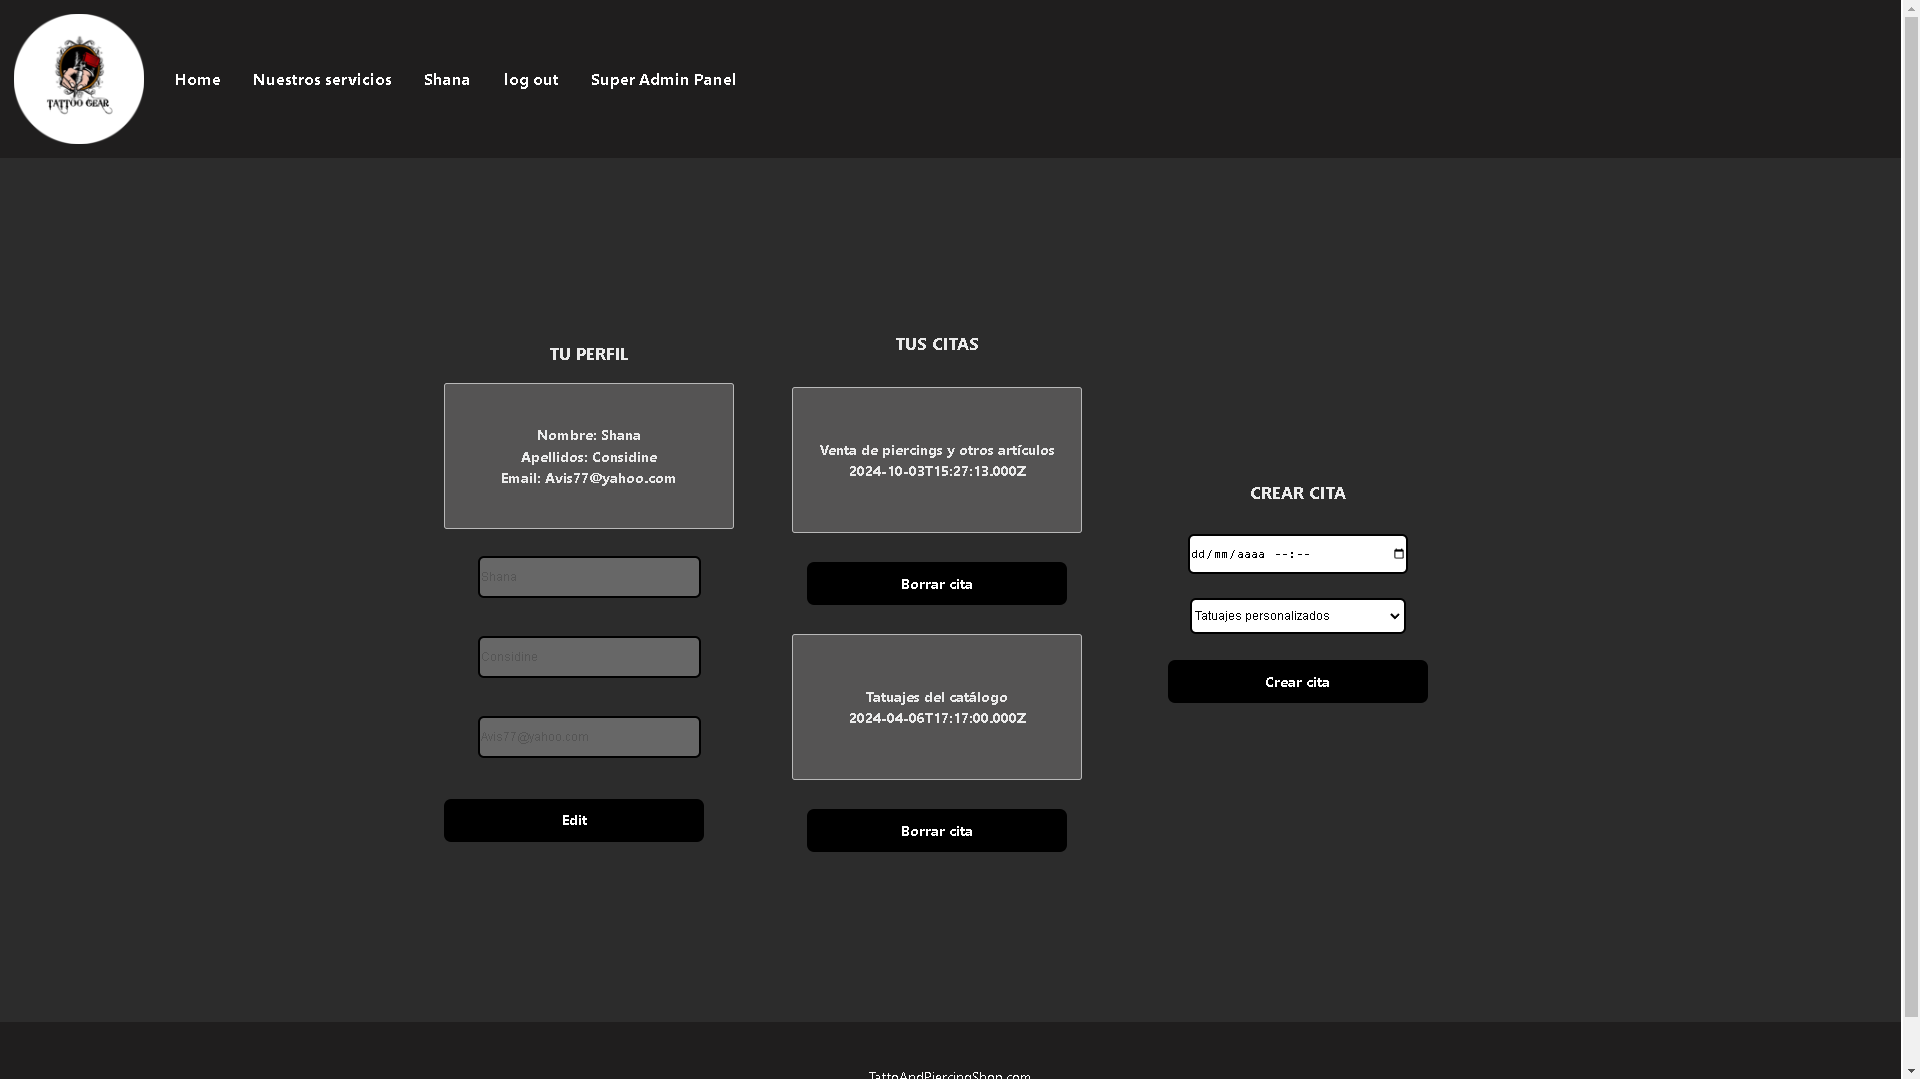 TATTOO GEAR
Home
Nuestros servicios
Shana
log out
Super Admin Panel
TU PERFIL
Nombre: Shana
Apellidos: Considine
Email: Avis77@yahoo.com
Shana
Considine
Avis77@yahoo.com
Edit
TUS CITAS
Venta de piercings y otros artículos
2024-10-03T15:27:13.000Z
Borrar cita
Tatuajes del catálogo
2024-04-06T17:17:00.000Z
Borrar cita
CREAR CITA
dd/mm/aaaa --:--
Tatuajes personalizados
Crear cita
TattoAndPiercingShop.com